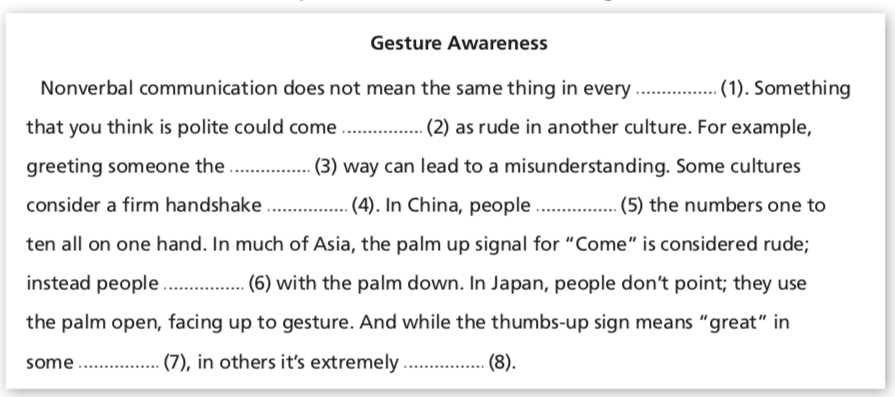 Gesture Awareness
Nonverbal communication does not mean the same thing in every ............... (1). Something
that you think is polite could come ............... (2) as rude in another culture. For example,
greeting someone the ............... (3) way can lead to a misunderstanding. Some cultures
consider a firm handshake ............... (4). In China, people ............... (5) the numbers one to
ten all on one hand. In much of Asia, the palm up signal for “Come” is considered rude;
instead people ............... (6) with the palm down. In Japan, people don’t point; they use
the palm open, facing up to gesture. And while the thumbs-up sign means “great” in
some ............... (7), in others it’s extremely ............... (8).